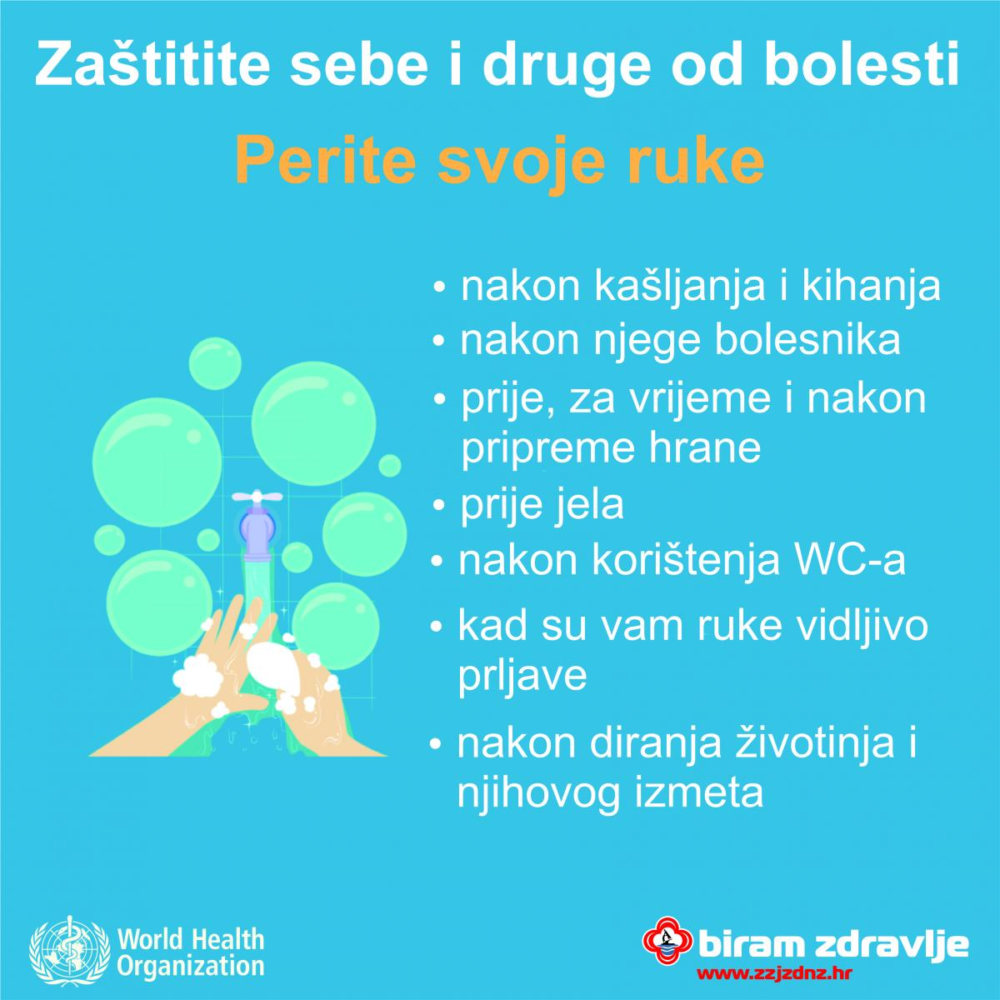 Zaštitite sebe i druge od bolesti
Perite svoje ruke
• nakon kašljanja i kihanja
• nakon njege bolesnika
• prije, za vrijeme i nakon
pripreme hrane
• prije jela
• nakon korištenja WC-a
• kad su vam ruke vidljivo
prljave
• nakon diranja životinja i
njihovog izmeta
World Health
Organization
biram zdravlje
www.zzjzdnz.hr